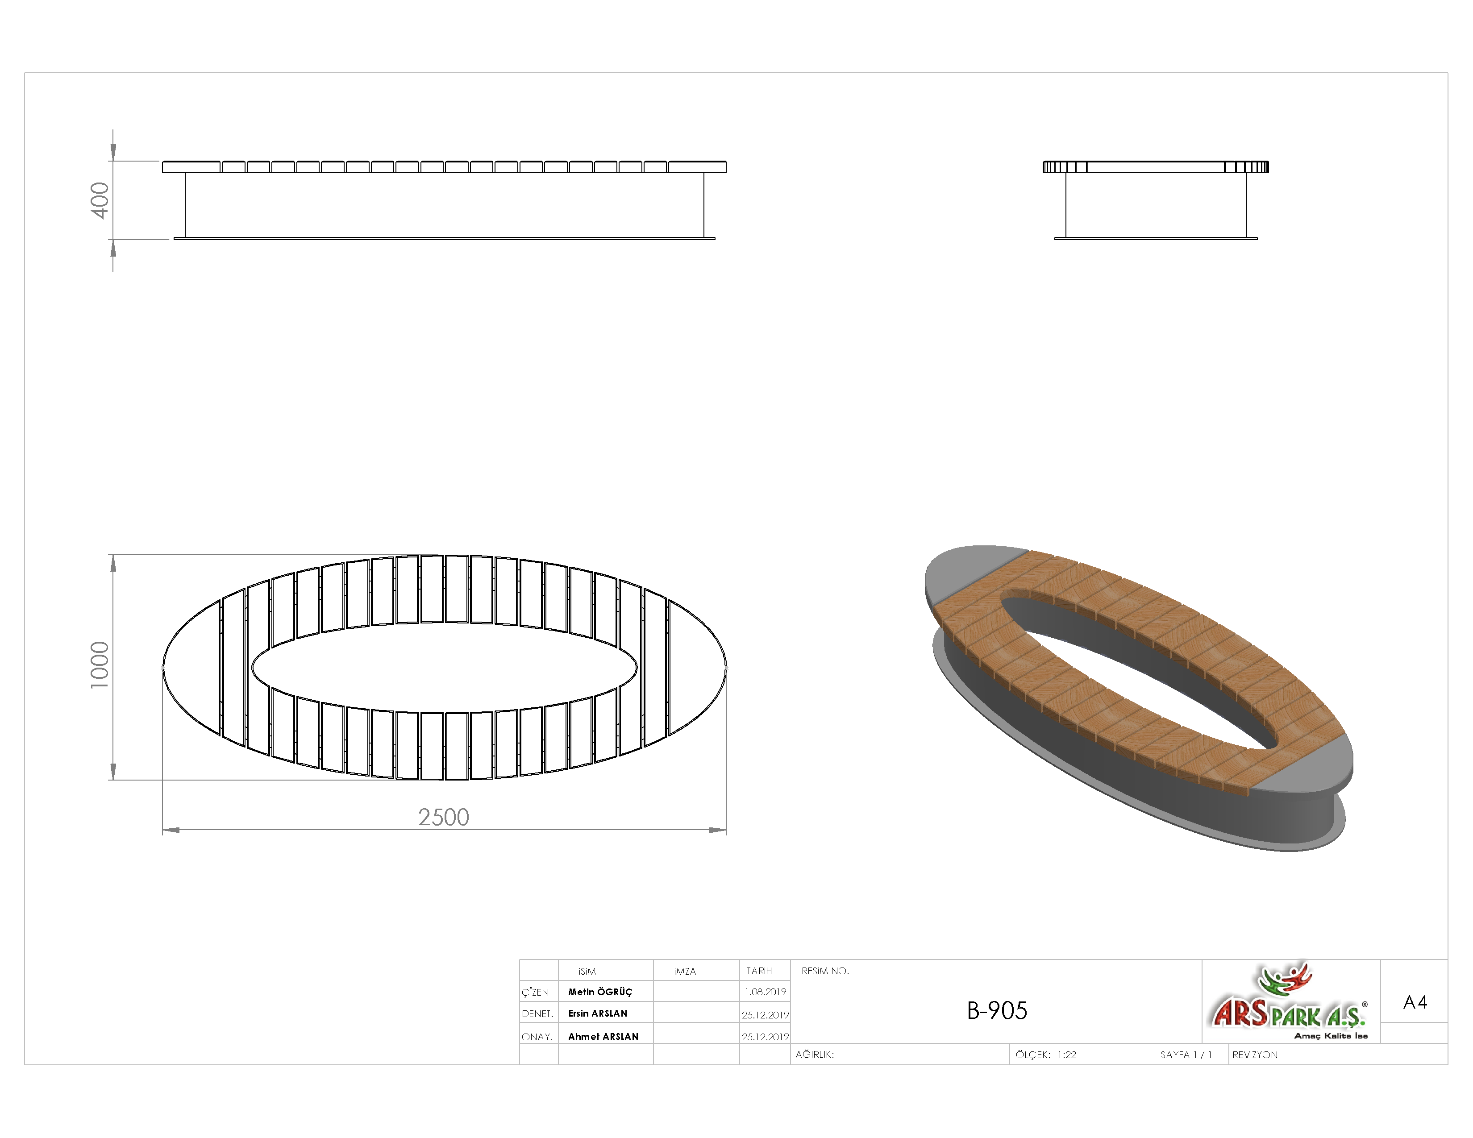 400
1000
2500
İSİM
İMZA
TARİH
RESİM NO.
ÇİZEN.
Metin ÖGRÜÇ
1.08.2019
DENET.
Ersin ARSLAN
25.12.2019
B-905
ARSPARK A.Ş.®
Amaç Kalite İse
A4
ONAY.
Ahmet ARSLAN
25.12.2019
AĞIRLIK:
ÖLÇEK: 1:22
SAYFA 1 / 1
REVİZYON